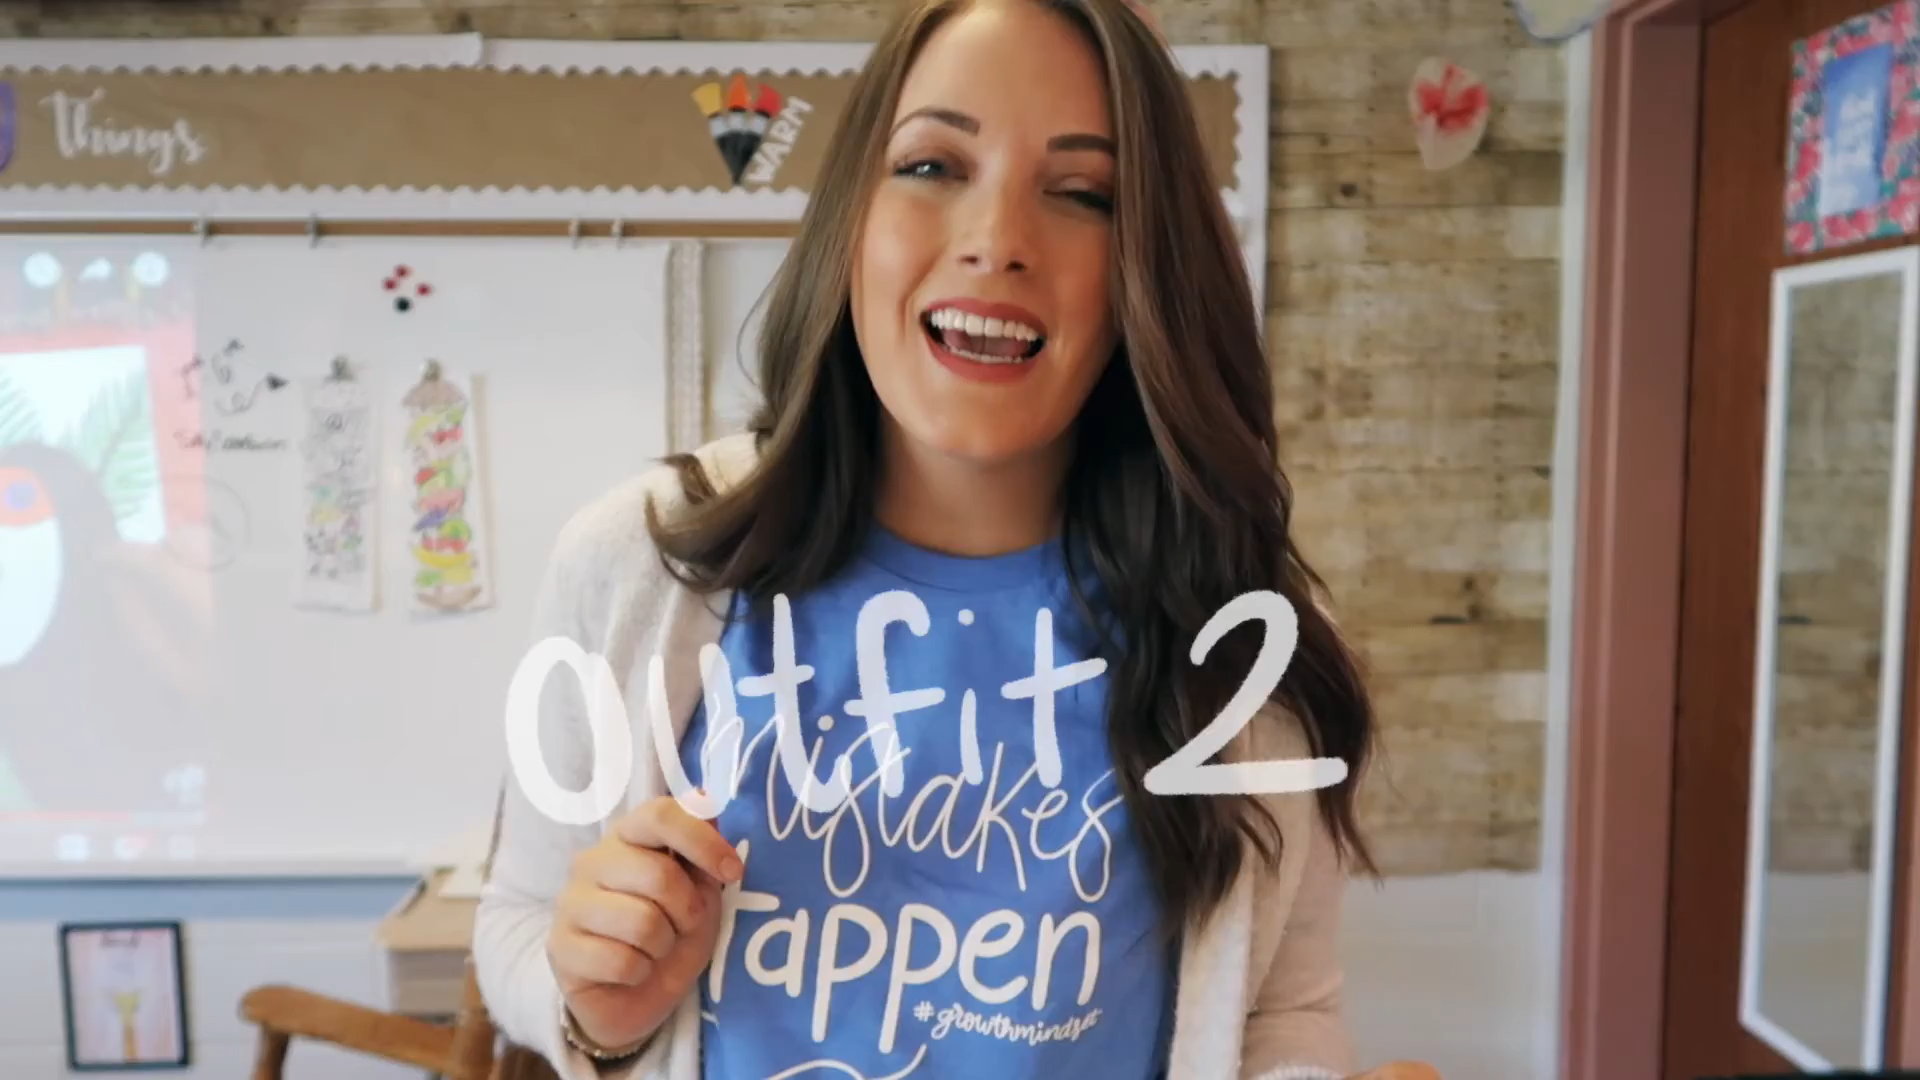 Things
WARM
outfit 2
mistakes
happen
#growthmindset